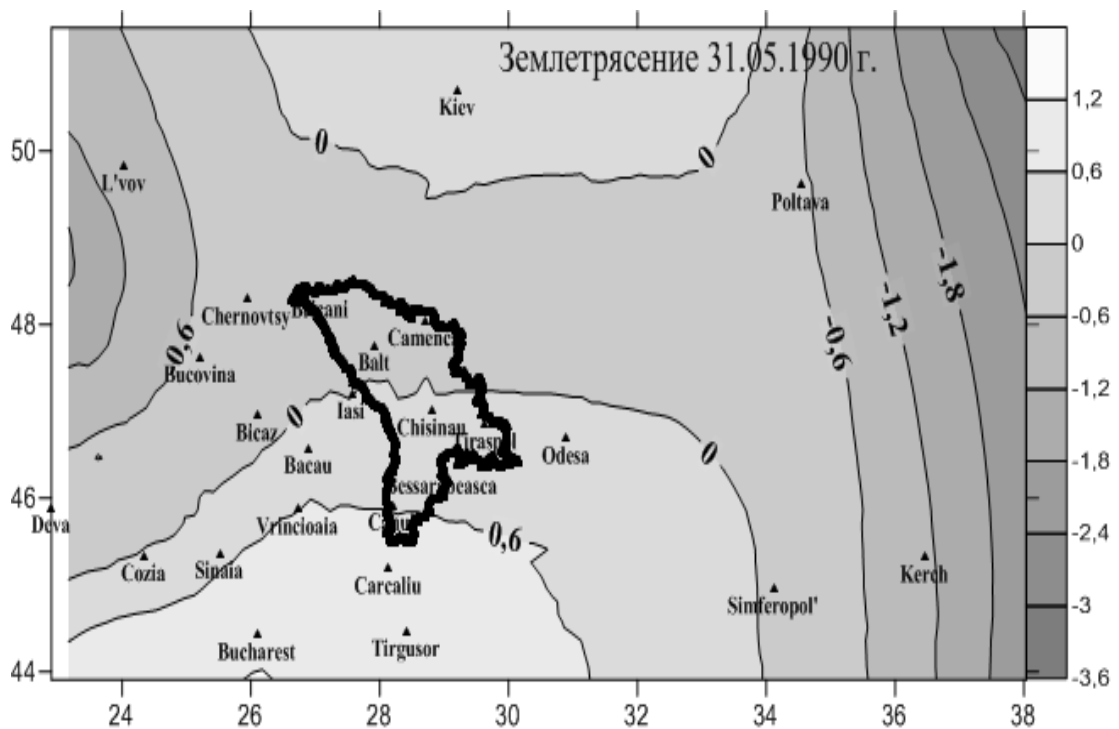 Землетрясение 31.05.1990 г.
Kiev
1,2
50
0
0
0,6
L'vov
Poltava
0
-1,8
Chernovtsy
-1,2
-0,6
48
Camenca
-0,6
Balt
Bucovina
-1,2
Iasi
0
Chisinau
Bicaz
Tiraspol
Odesa
0
-1,8
Bacau
46
Bessarabeasca
Deva
Vrincioaia
0,6
-2,4
Cozia
Sinaia
Carcaliu
Kerch
Simferopol'
-3
Bucharest
Tirgusor
44
-3,6
24
26
28
30
32
34
36
38